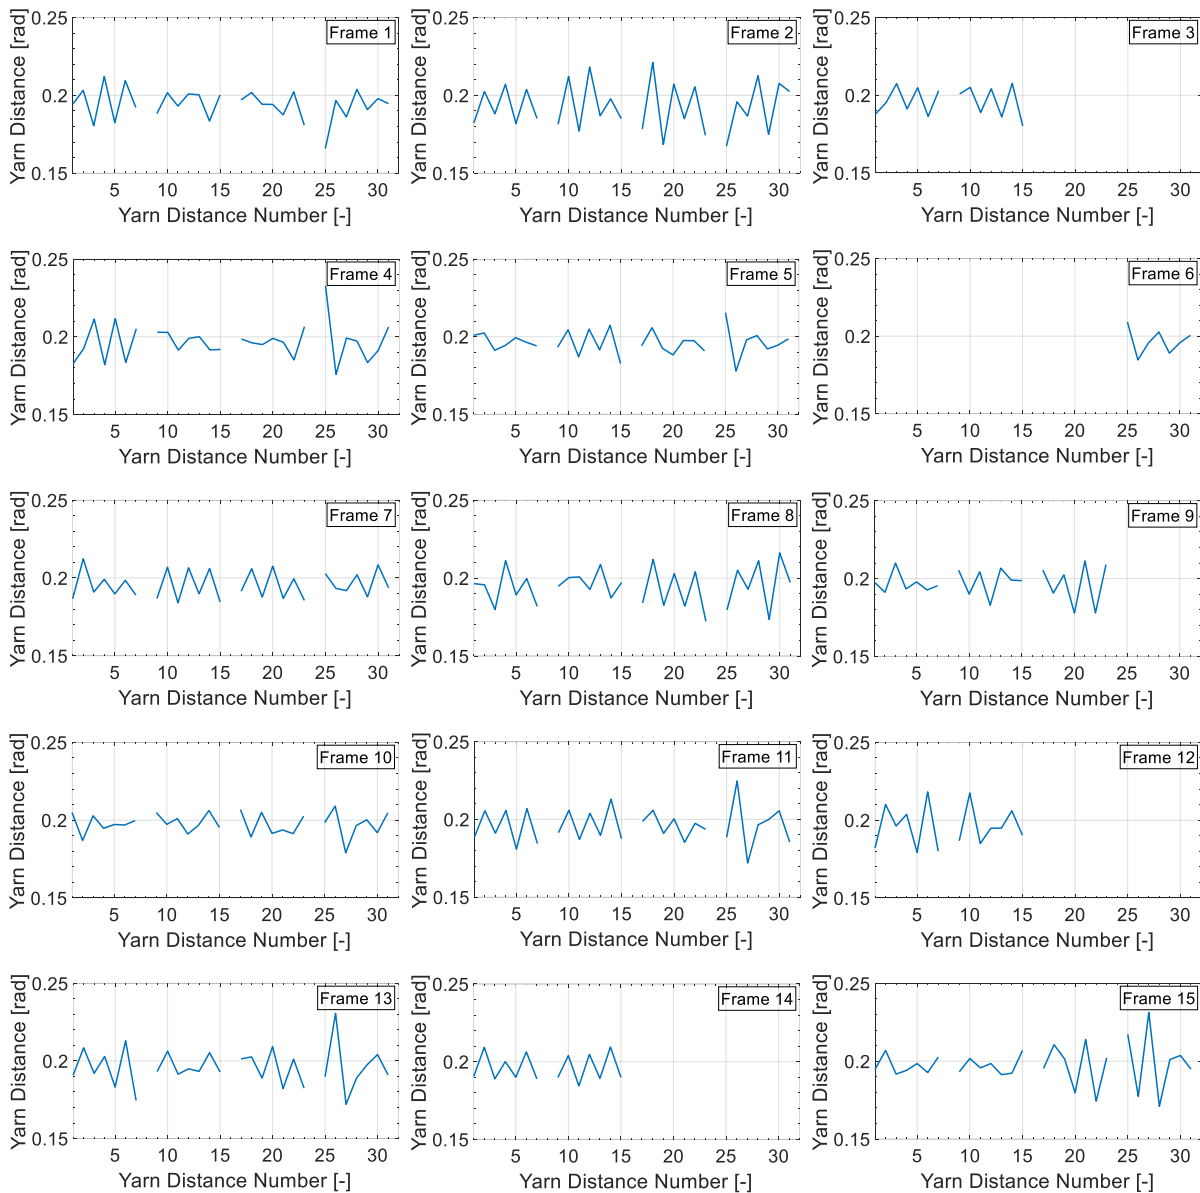 0.25 0.25 0.25
Frame 1 Frame 2 Frame 3
Yarn Distance [rad] Yarn Distance [rad] Yarn Distance [rad]
0.2 0.2 0.2
0.15 0.15 0.15
5 10 15 20 25 30 5 10 15 20 25 30 5 10 15 20 25 30
Yarn Distance Number [-] Yarn Distance Number [-] Yarn Distance Number [-]
0.25 0.25 0.25
Frame 4 Frame 5 Frame 6
Yarn Distance [rad] Yarn Distance [rad] Yarn Distance [rad]
0.2 0.2 0.2
0.15 0.15 0.15
5 10 15 20 25 30 5 10 15 20 25 30 5 10 15 20 25 30
Yarn Distance Number [-] Yarn Distance Number [-] Yarn Distance Number [-]
0.25 0.25 0.25
Frame 7 Frame 8 Frame 9
Yarn Distance [rad] Yarn Distance [rad] Yarn Distance [rad]
0.2 0.2 0.2
0.15 0.15 0.15
5 10 15 20 25 30 5 10 15 20 25 30 5 10 15 20 25 30
Yarn Distance Number [-] Yarn Distance Number [-] Yarn Distance Number [-]
0.25 0.25 0.25
Frame 10 Frame 11 Frame 12
Yarn Distance [rad] Yarn Distance [rad] Yarn Distance [rad]
0.2 0.2 0.2
0.15 0.15 0.15
5 10 15 20 25 30 5 10 15 20 25 30 5 10 15 20 25 30
Yarn Distance Number [-] Yarn Distance Number [-] Yarn Distance Number [-]
0.25 0.25 0.25
Frame 13 Frame 14 Frame 15
Yarn Distance [rad] Yarn Distance [rad] Yarn Distance [rad]
0.2 0.2 0.2
0.15 0.15 0.15
5 10 15 20 25 30 5 10 15 20 25 30 5 10 15 20 25 30
Yarn Distance Number [-] Yarn Distance Number [-] Yarn Distance Number [-]